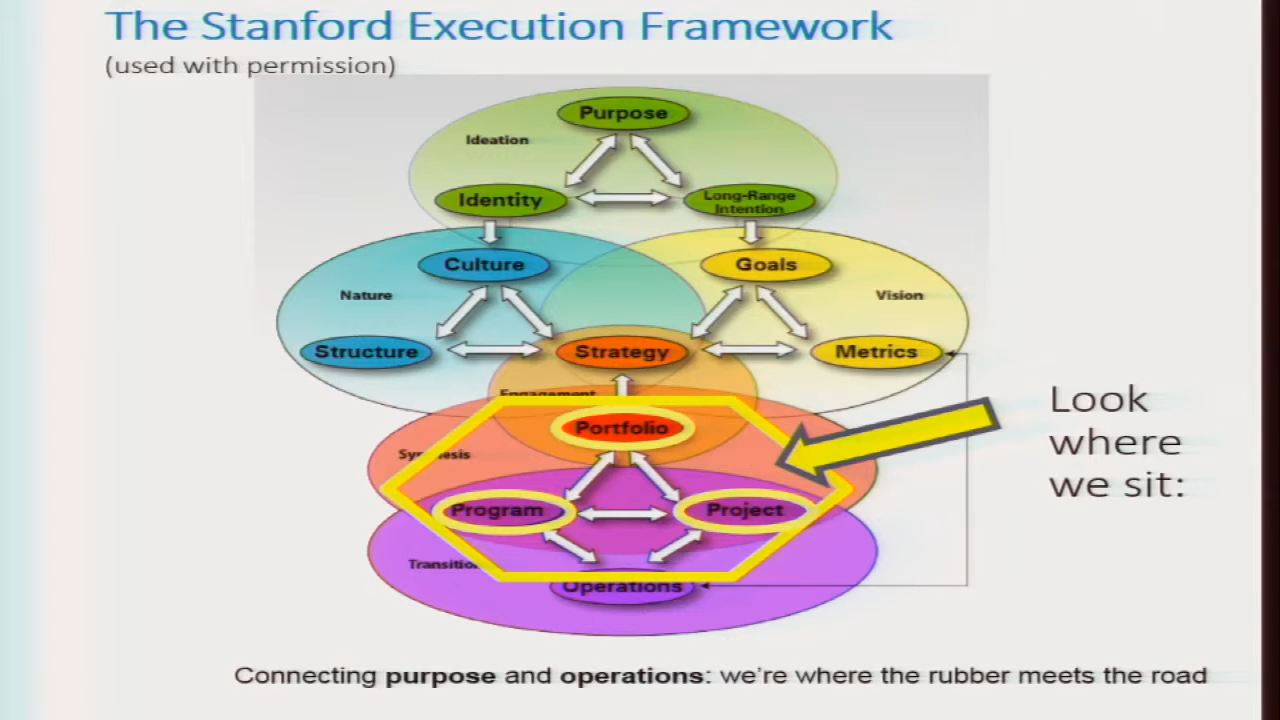 The Stanford Execution Framework
(used with permission)
Purpose
Ideation
Identity
Long-Range
Intention
Culture
Goals
Nature
Vision
Structure
Strategy
Metrics
Engagement
Portfolio
Look
where
we sit:
Program
Project
Transition
Operations
Connecting purpose and operations: we're where the rubber meets the road